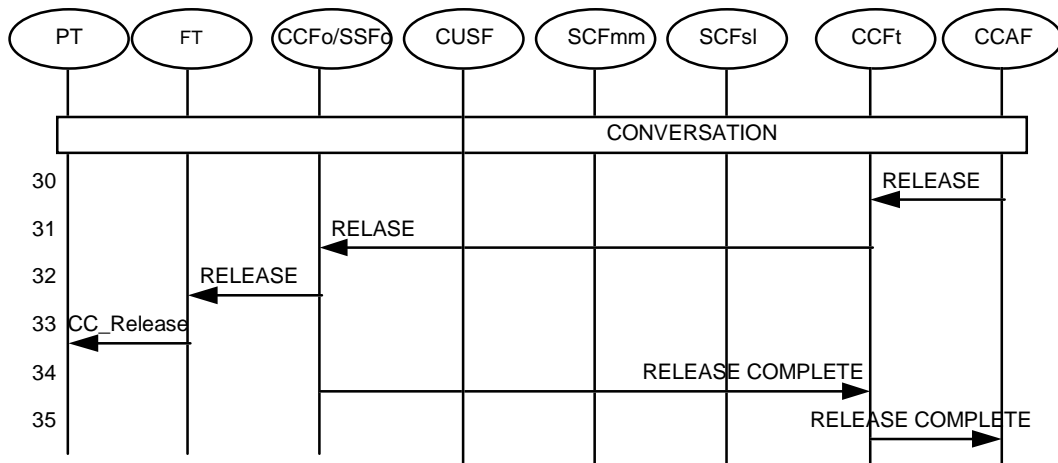 PT FT CCFo/SSFo CUSF SCFmm SCFsl CCFt CCAF
CONVERSATION
30 RELEASE
31 RELASE
32 RELEASE
33 CC_Release
34 RELEASE COMPLETE
35 RELEASE COMPLETE